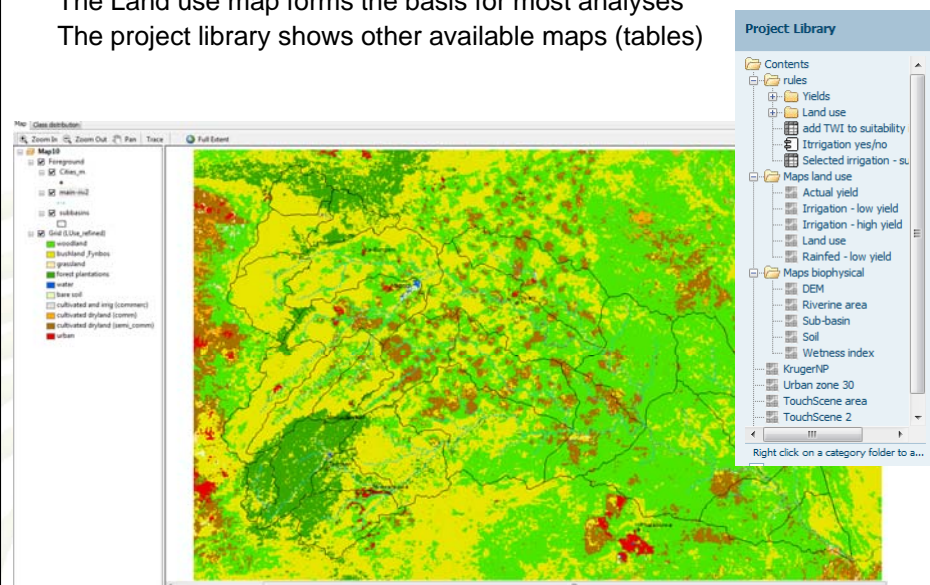 The Land use map forms the basis for most analyses
The project library shows other available maps (tables)
Project Library
Contents
rules
Yields
Land use
add TWI to suitability
Itrrigation yes/no
Selected irrigation - su
Maps land use
Actual yield
Irrigation - low yield
Irrigation - high yield
Land use
Rainfed - low yield
Maps biophysical
DEM
Riverine area
Sub-basin
Soil
Wetness index
KrugerNP
Urban zone 30
TouchScene area
TouchScene 2
Right click on a category folder to a...
Map Class distribution
Zoom In Zoom Out Pan Trace Full Extent
Map10
Foreground
Cities_m
subbasins
Grid (LUse_refined)
woodland
bushland_Fynbos
grassland
forest plantations
water
bare soil
cultivated and irrig (commerc)
cultivated dryland (comm)
cultivated dryland (semi_comm)
urban